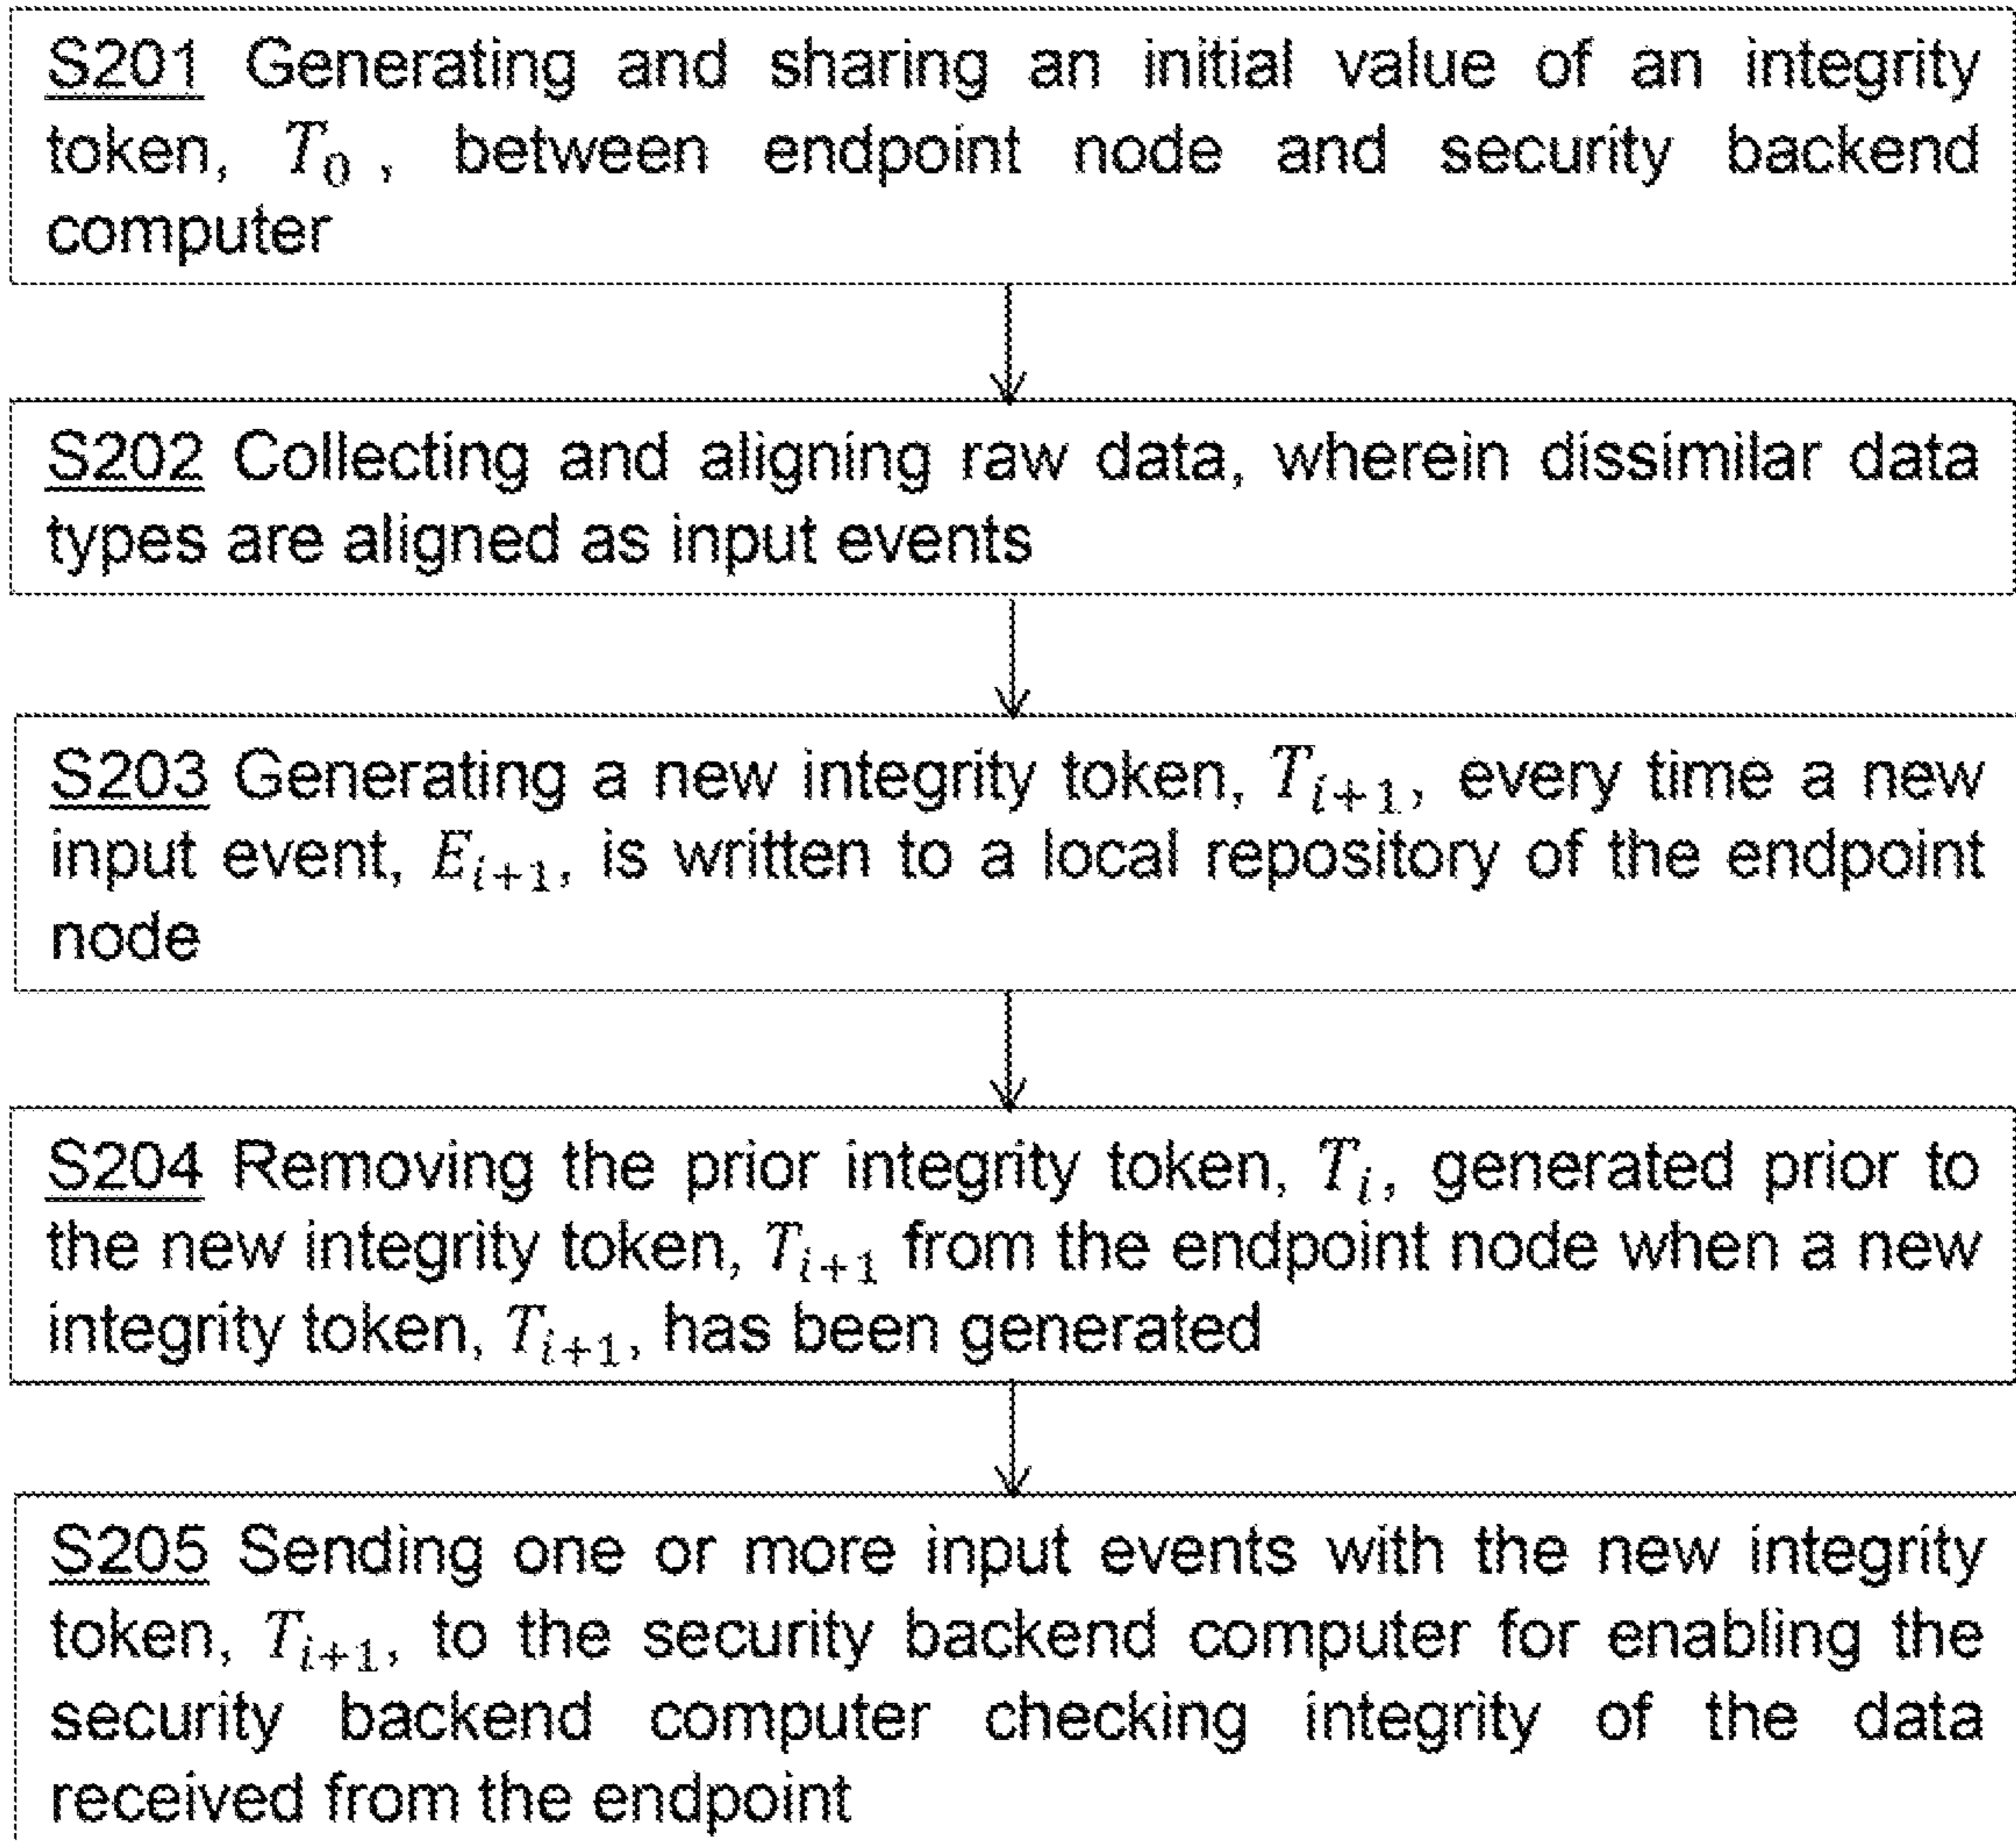 S201 Generating and sharing an initial value of an integrity
token, T₀ , between endpoint node and security backend
computer
S202 Collecting and aligning raw data, wherein dissimilar data
types are aligned as input events
S203 Generating a new integrity token, Tᵢ₊₁, every time a new
input event, Eᵢ₊₁, is written to a local repository of the endpoint
node
S204 Removing the prior integrity token, Tᵢ, generated prior to
the new integrity token, Tᵢ₊₁ from the endpoint node when a new
integrity token, Tᵢ₊₁, has been generated
S205 Sending one or more input events with the new integrity
token, Tᵢ₊₁, to the security backend computer for enabling the
security backend computer checking integrity of the data
received from the endpoint